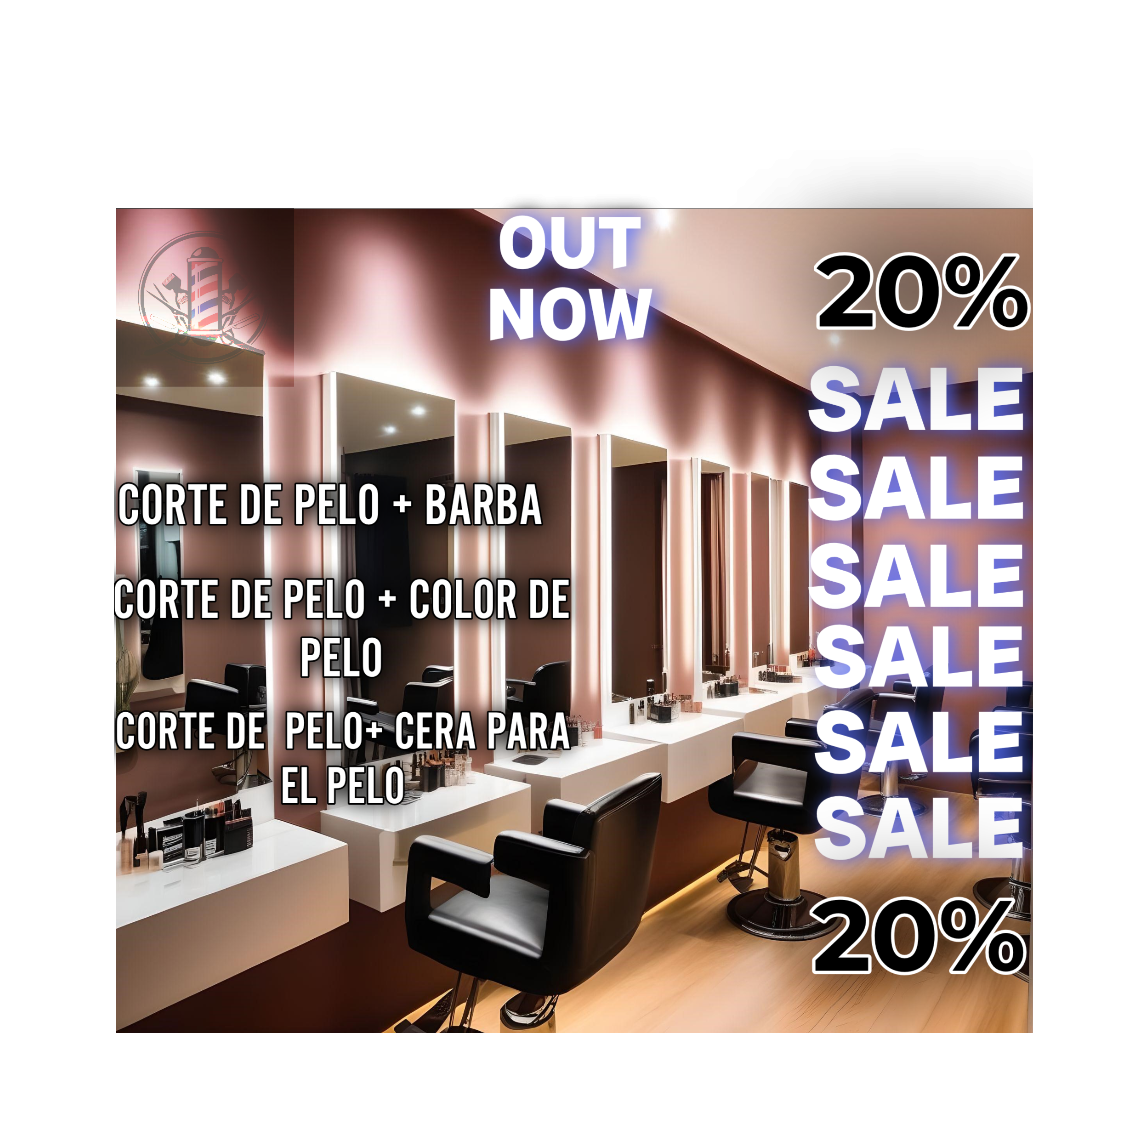 OUT
NOW
20%
SALE
SALE
SALE
SALE
SALE
SALE
20%
CORTE DE PELO + BARBA
CORTE DE PELO + COLOR DE
PELO
CORTE DE  PELO+ CERA PARA
EL PELO